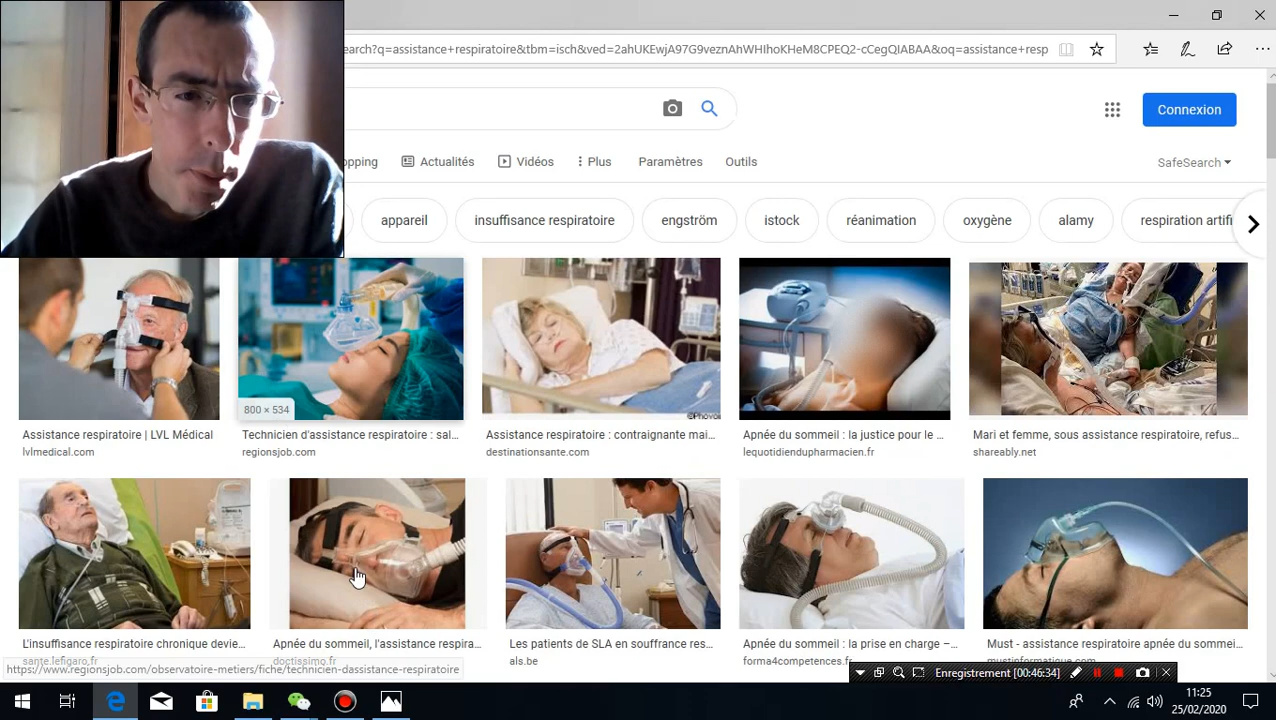 search?q=assistance+respiratoire&tbm=isch&ved=2ahUKEwjA97G9veznAhWHIhoKHeM8CPEQ2-cCegQIABAA&oq=assistance+resp
Connexion
opping Actualités Vidéos Plus Paramètres Outils SafeSearch
appareil insuffisance respiratoire engström istock réanimation oxygène alamy respiration artifi
800 × 534
©Phovoi
Assistance respiratoire | LVL Médical
lvlmedical.com
Technicien d'assistance respiratoire : sal...
regionsjob.com
Assistance respiratoire : contraignante mai...
destinationsante.com
Apnée du sommeil : la justice pour le ...
lequotidiendupharmacien.fr
Mari et femme, sous assistance respiratoire, refus...
shareably.net
L'insuffisance respiratoire chronique devie...
sante.lefigaro.fr
Apnée du sommeil, l'assistance respira...
doctissimo.fr
Les patients de SLA en souffrance res...
als.be
Apnée du sommeil : la prise en charge –...
forma4competences.fr
Must - assistance respiratoire apnée du sommei...
mustinformatique.com
https://www.regionsjob.com/observatoire-metiers/fiche/technicien-dassistance-respiratoire
Enregistrement [00:46:34]
11:25
25/02/2020